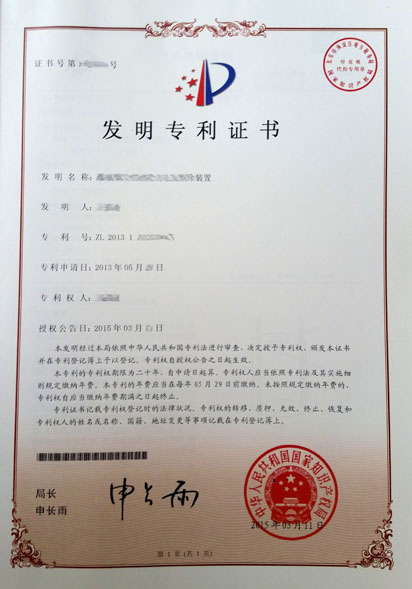 证书号第 号
发明专利证书
发明名称: 装置
发明人:
专利号:ZL 2013 1
专利申请日:2013年05月 日
专利权人:
授权公告日:2015年03月 日
本发明经过本局依照中华人民共和国专利法进行审查,决定授予专利权,颁发本证书
并在专利登记簿上予以登记。专利权自授权公告之日起生效。
本专利的专利权期限为二十年,自申请日起算。专利权人应当依照专利法及其实施细
则规定缴纳年费。本专利的年费应当在每年05月29日前缴纳。未按照规定缴纳年费的,
专利权自应当缴纳年费期满之日起终止。
专利证书记载专利权登记时的法律状况。专利权的转移、质押、无效、终止、恢复和
专利权人的姓名或名称、国籍、地址变更等事项记载在专利登记簿上。
局长
申长雨
申长雨
中华人民共和国国家知识产权局
2015年03月11日
第1页(共1页)